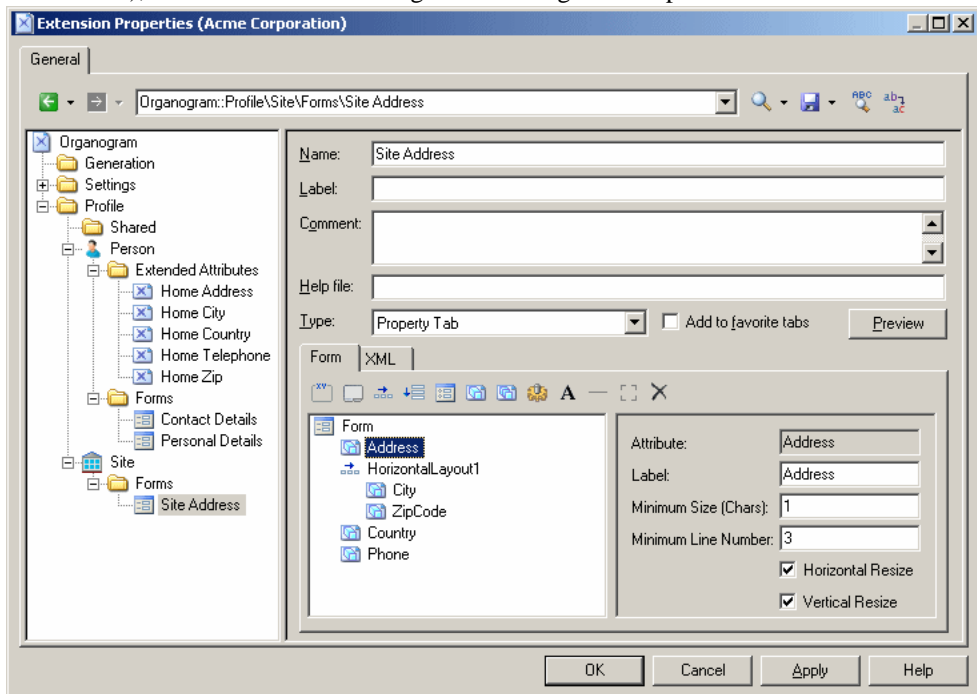 Extension Properties (Acme Corporation)
General
Organogram::Profile\Site\Forms\Site Address
ABC
ab
ac
Organogram
Generation
Settings
Profile
Shared
Person
Extended Attributes
Home Address
Home City
Home Country
Home Telephone
Home Zip
Forms
Contact Details
Personal Details
Site
Forms
Site Address
Name: Site Address
Label:
Comment:
Help file:
Type: Property Tab Add to favorite tabs Preview
Form XML
A
Form
Address
HorizontalLayout1
City
ZipCode
Country
Phone
Attribute: Address
Label: Address
Minimum Size (Chars): 1
Minimum Line Number: 3
Horizontal Resize
Vertical Resize
OK Cancel Apply Help